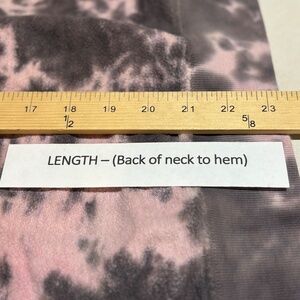 17 18 19 20 21 22 23
1/2 5/8
LENGTH – (Back of neck to hem)